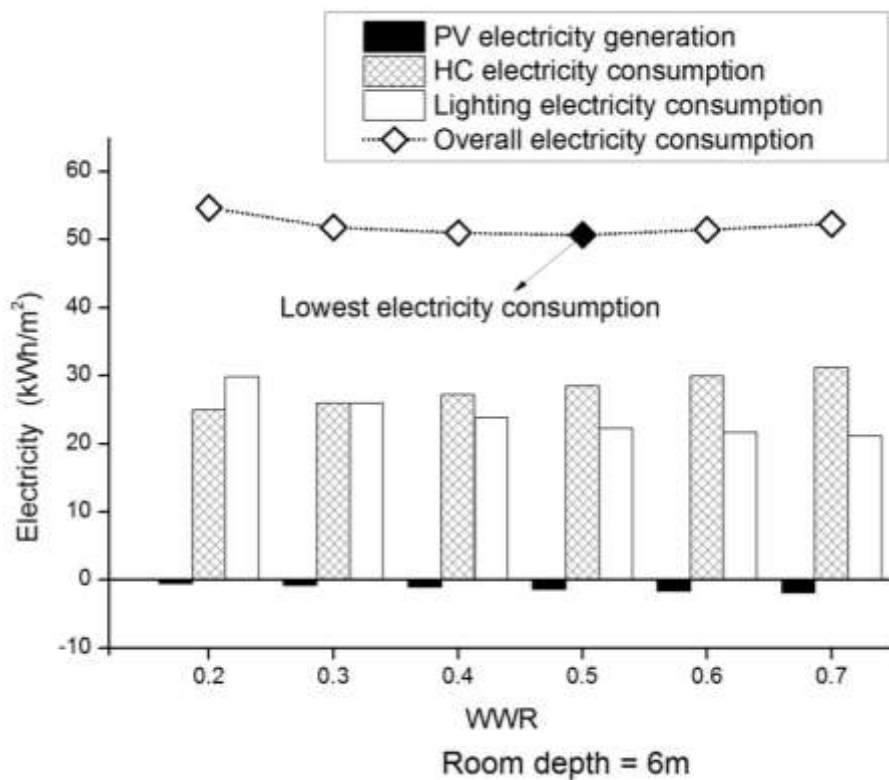 PV electricity generation
HC electricity consumption
Lighting electricity consumption
Overall electricity consumption
60
50
40
30
20
10
0
-10
Electricity (kWh/m²)
Lowest electricity consumption
0.2 0.3 0.4 0.5 0.6 0.7
WWR
Room depth = 6m